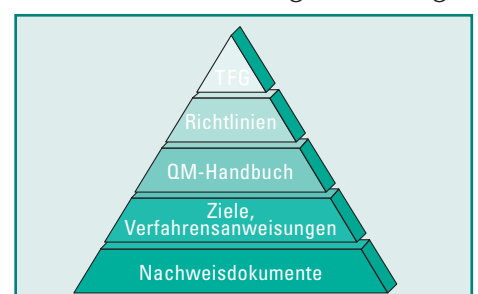 TFG
Richtlinien
QM-Handbuch
Ziele,
Verfahrensanweisungen
Nachweisdokumente